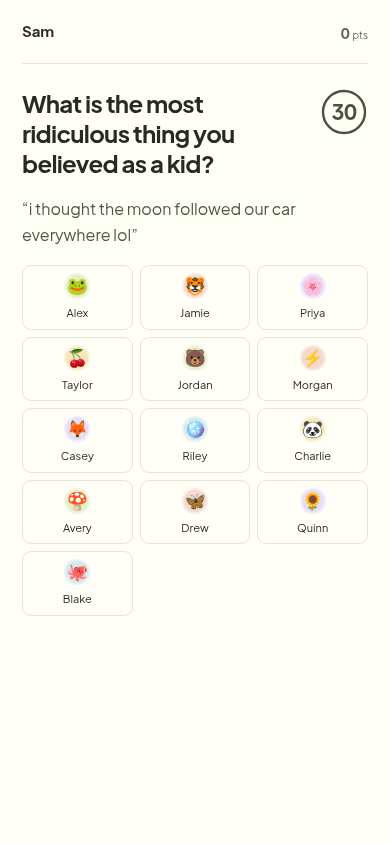 Sam
0 pts
What is the most
ridiculous thing you
believed as a kid?
30
“i thought the moon followed our car
everywhere lol”
Alex
Jamie
Priya
Taylor
Jordan
Morgan
Casey
Riley
Charlie
Avery
Drew
Quinn
Blake